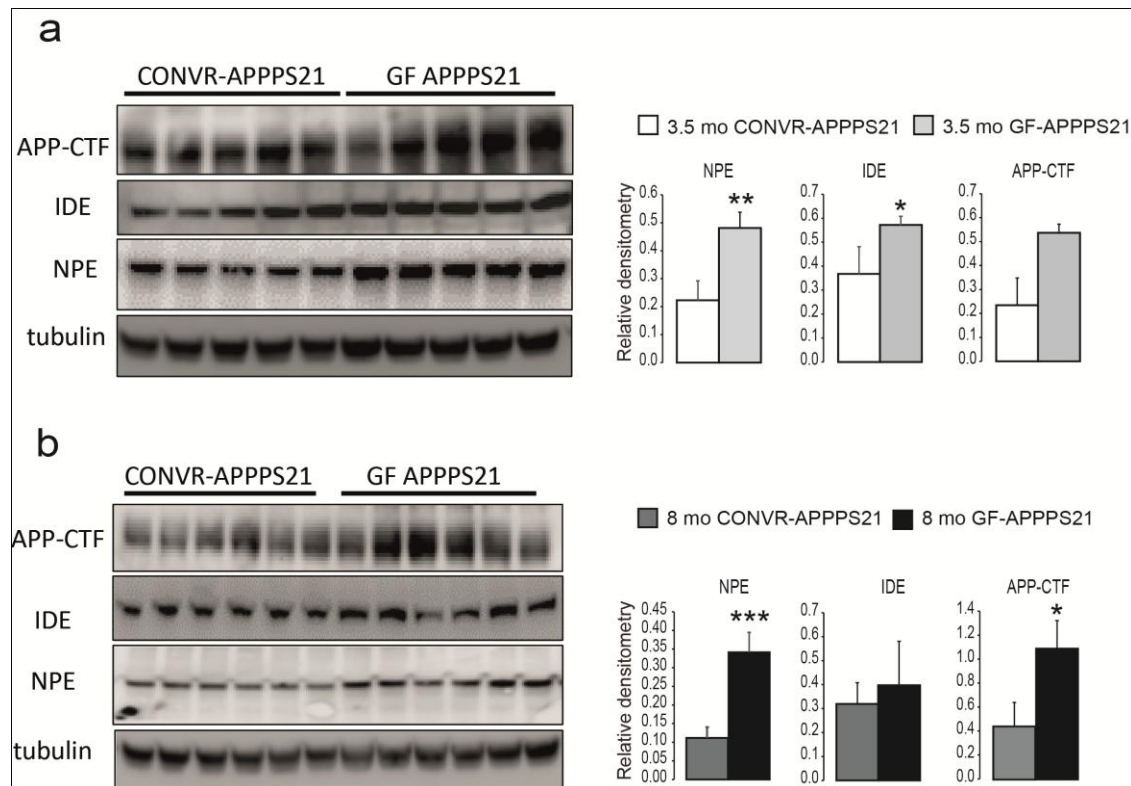 a
CONVR-APPPS21 GF APPPS21
APP-CTF
IDE
NPE
tubulin
3.5 mo CONVR-APPPS21 3.5 mo GF-APPPS21
NPE IDE APP-CTF
Relative densitometry
0.6 0.5 0.4 0.3 0.2 0.1 0.0
**
0.7 0.6 0.5 0.4 0.3 0.2 0.1 0.0
*
0.7 0.6 0.5 0.4 0.3 0.2 0.1 0.0
b
CONVR-APPPS21 GF APPPS21
APP-CTF
IDE
NPE
tubulin
8 mo CONVR-APPPS21 8 mo GF-APPPS21
NPE IDE APP-CTF
Relative densitometry
0.45 0.40 0.35 0.30 0.25 0.20 0.15 0.10 0.05 0.00
***
0.7 0.6 0.5 0.4 0.3 0.2 0.1 0.0
1.4 1.2 1.0 0.8 0.6 0.4 0.2 0.0
*